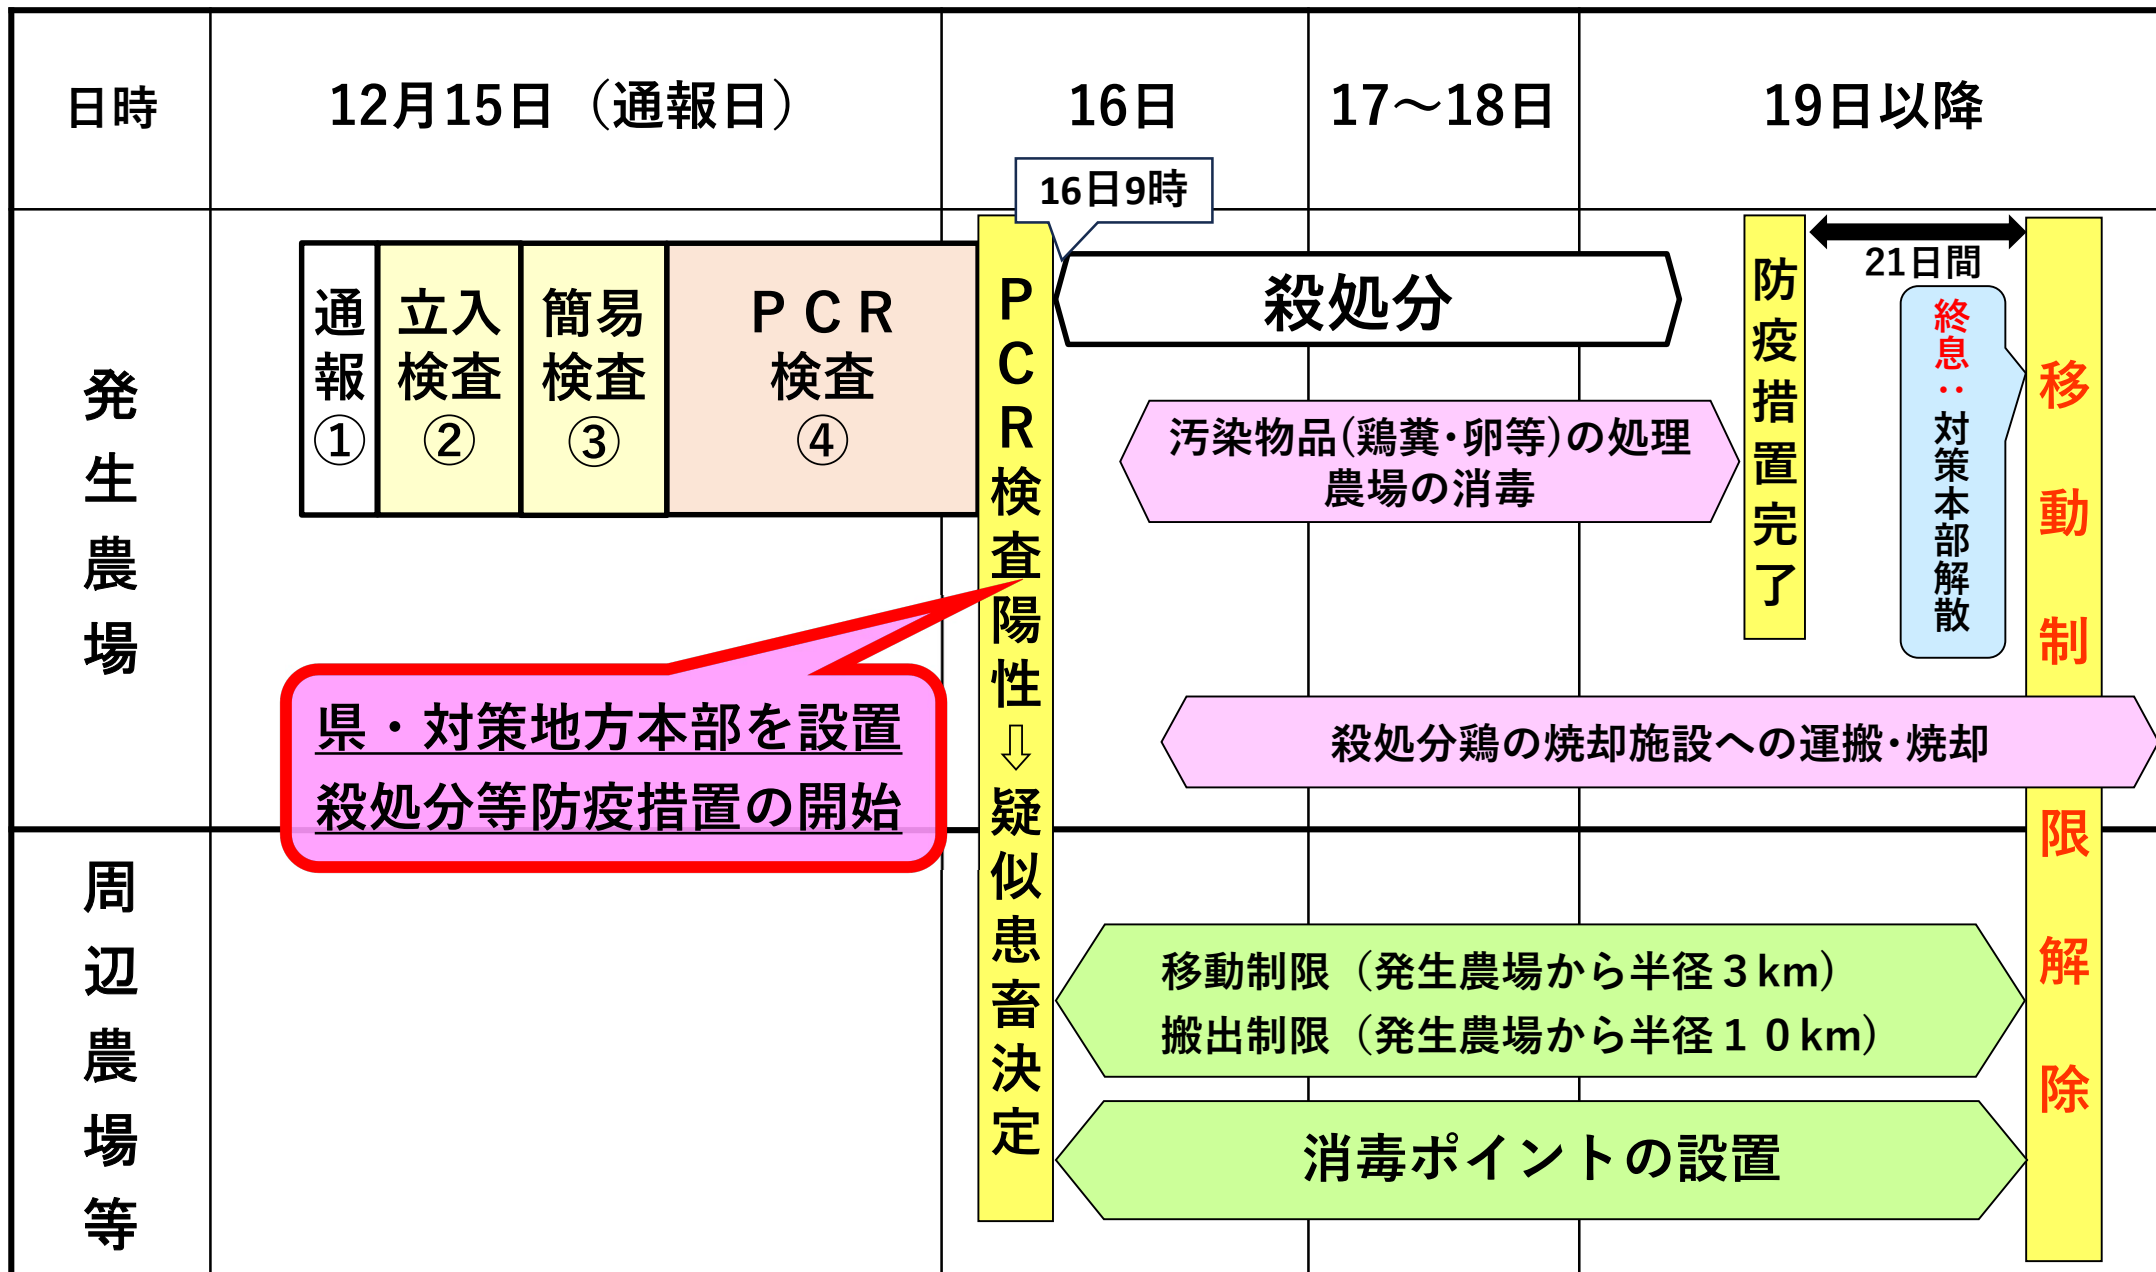 日時
12月15日（通報日）
16日
17～18日
19日以降
16日9時
発生農場
通報
①
立入
検査
②
簡易
検査
③
ＰＣＲ
検査
④
ＰＣＲ検査陽性⇩疑似患畜決定
殺処分
汚染物品(鶏糞･卵等)の処理
農場の消毒
防疫措置完了
21日間
終息：対策本部解散
移動制限解除
県・対策地方本部を設置
殺処分等防疫措置の開始
殺処分鶏の焼却施設への運搬･焼却
周辺農場等
移動制限（発生農場から半径３km）
搬出制限（発生農場から半径１０km）
消毒ポイントの設置